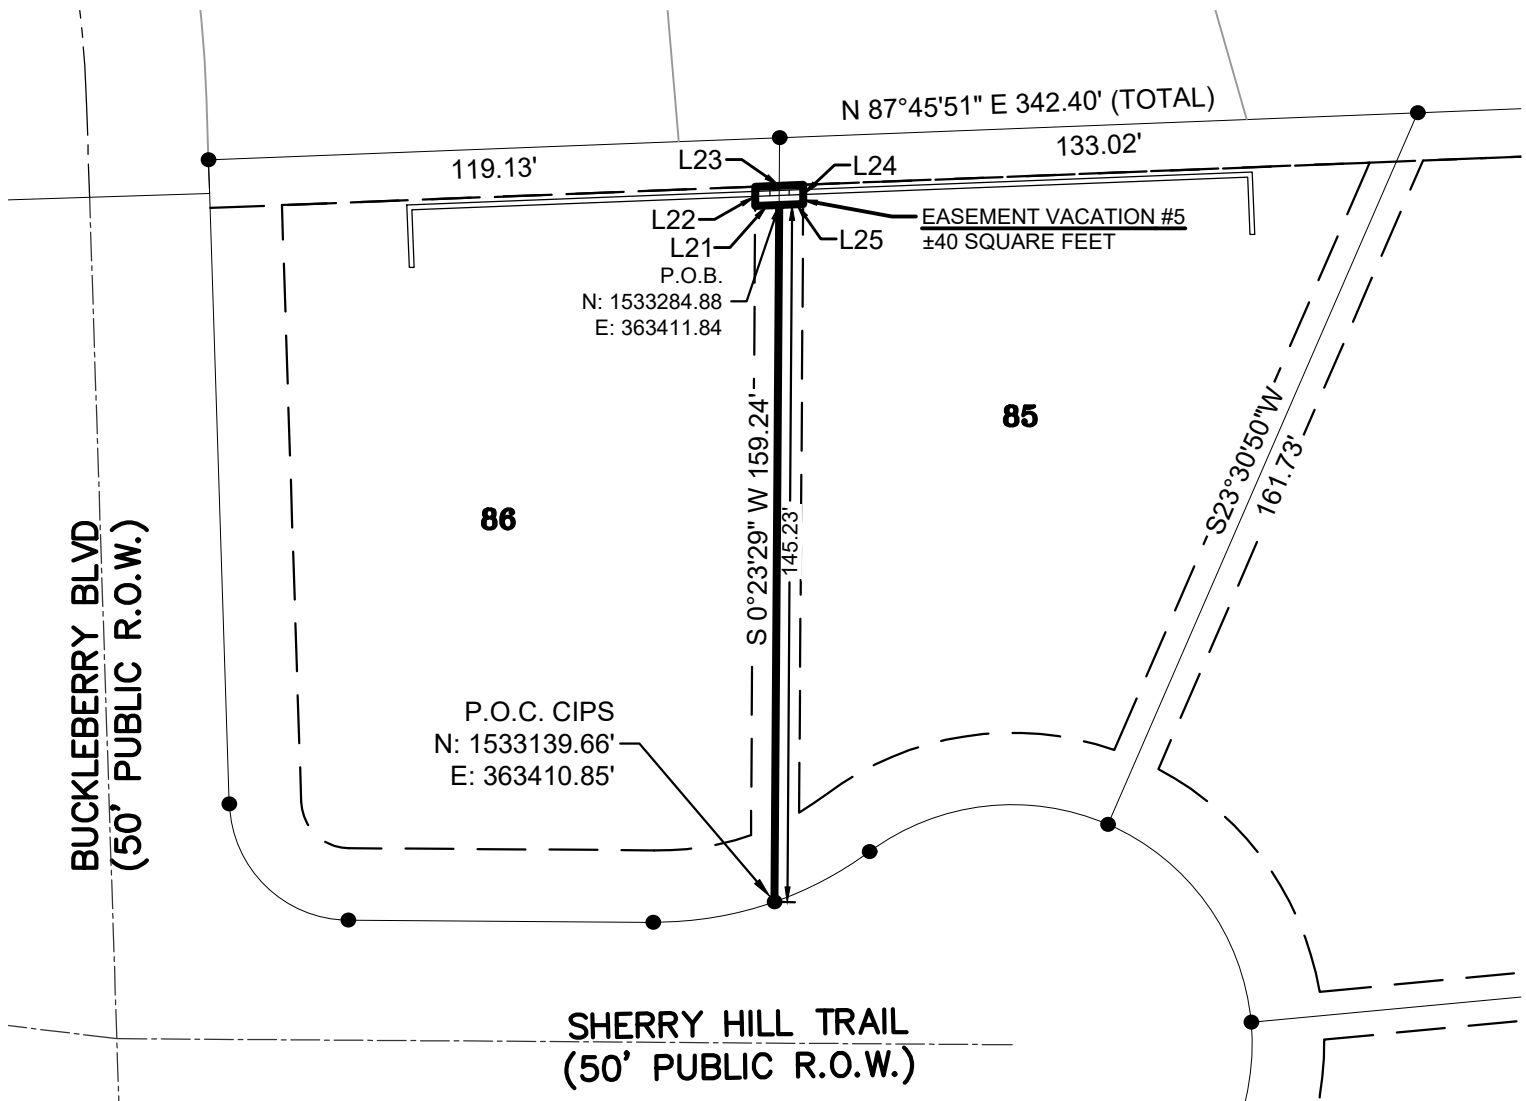 N 87°45'51" E 342.40' (TOTAL)
119.13'
133.02'
L23
L24
L22
L21
L25
EASEMENT VACATION #5
±40 SQUARE FEET
P.O.B.
N: 1533284.88
E: 363411.84
S 0°23'29" W 159.24'
145.23'
85
86
S23°30'50"W
161.73'
BUCKLEBERRY BLVD
(50' PUBLIC R.O.W.)
P.O.C. CIPS
N: 1533139.66'
E: 363410.85'
SHERRY HILL TRAIL
(50' PUBLIC R.O.W.)